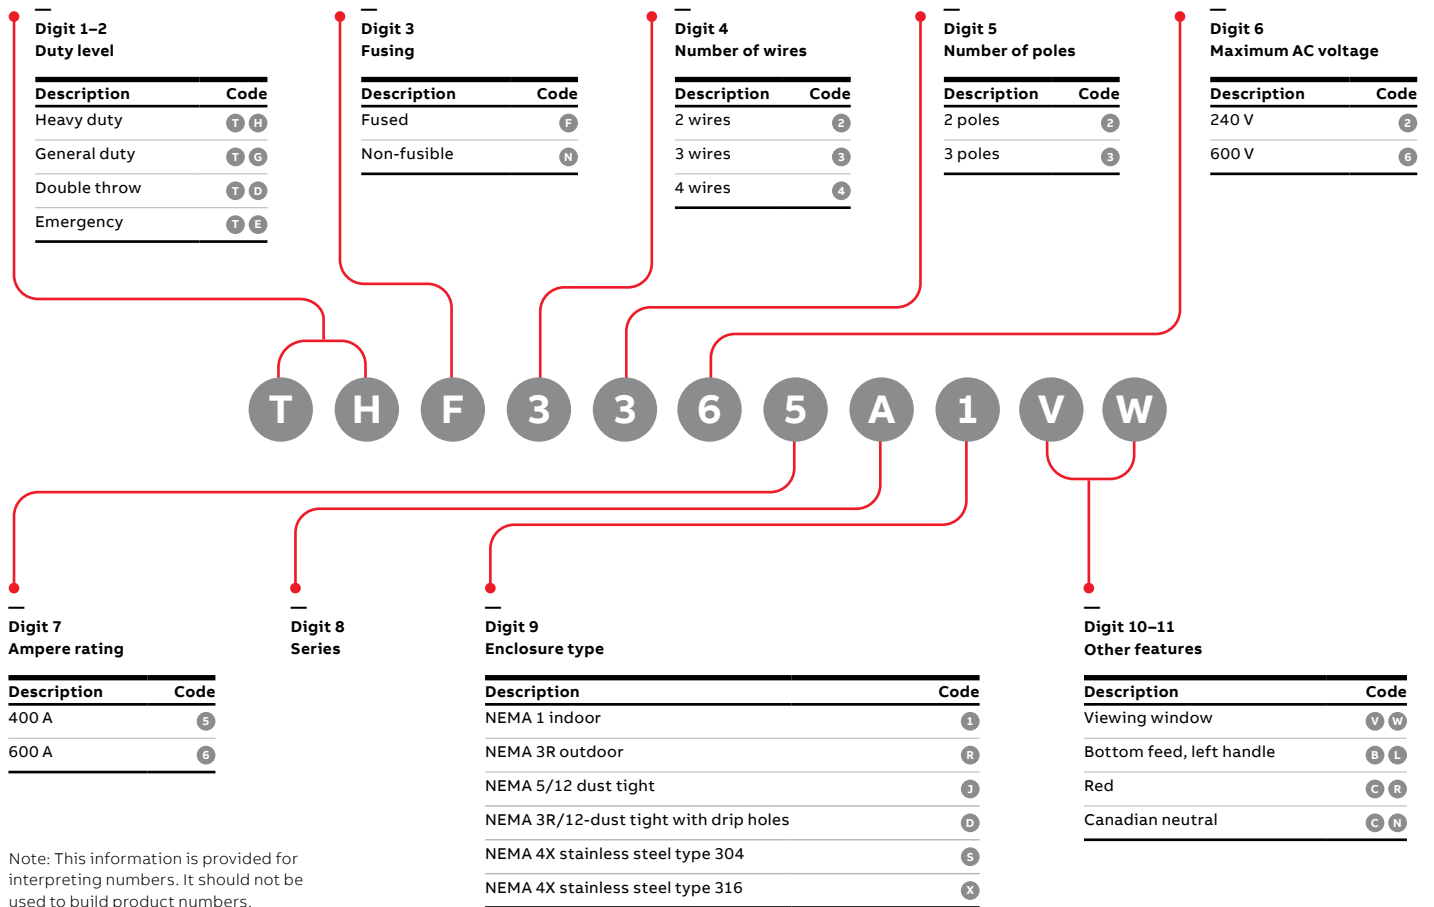 Digit 1–2
Duty level
Description Code
Heavy duty T H
General duty T G
Double throw T D
Emergency T E
Digit 3
Fusing
Description Code
Fused F
Non-fusible N
Digit 4
Number of wires
Description Code
2 wires 2
3 wires 3
4 wires 4
Digit 5
Number of poles
Description Code
2 poles 2
3 poles 3
Digit 6
Maximum AC voltage
Description Code
240 V 2
600 V 6
T H F 3 3 6 5 A 1 V W
Digit 7
Ampere rating
Description Code
400 A 5
600 A 6
Digit 8
Series
Digit 9
Enclosure type
Description Code
NEMA 1 indoor 1
NEMA 3R outdoor R
NEMA 5/12 dust tight J
NEMA 3R/12-dust tight with drip holes D
NEMA 4X stainless steel type 304 S
NEMA 4X stainless steel type 316 X
Digit 10–11
Other features
Description Code
Viewing window V W
Bottom feed, left handle B L
Red C R
Canadian neutral C N
Note: This information is provided for
interpreting numbers. It should not be
used to build product numbers.